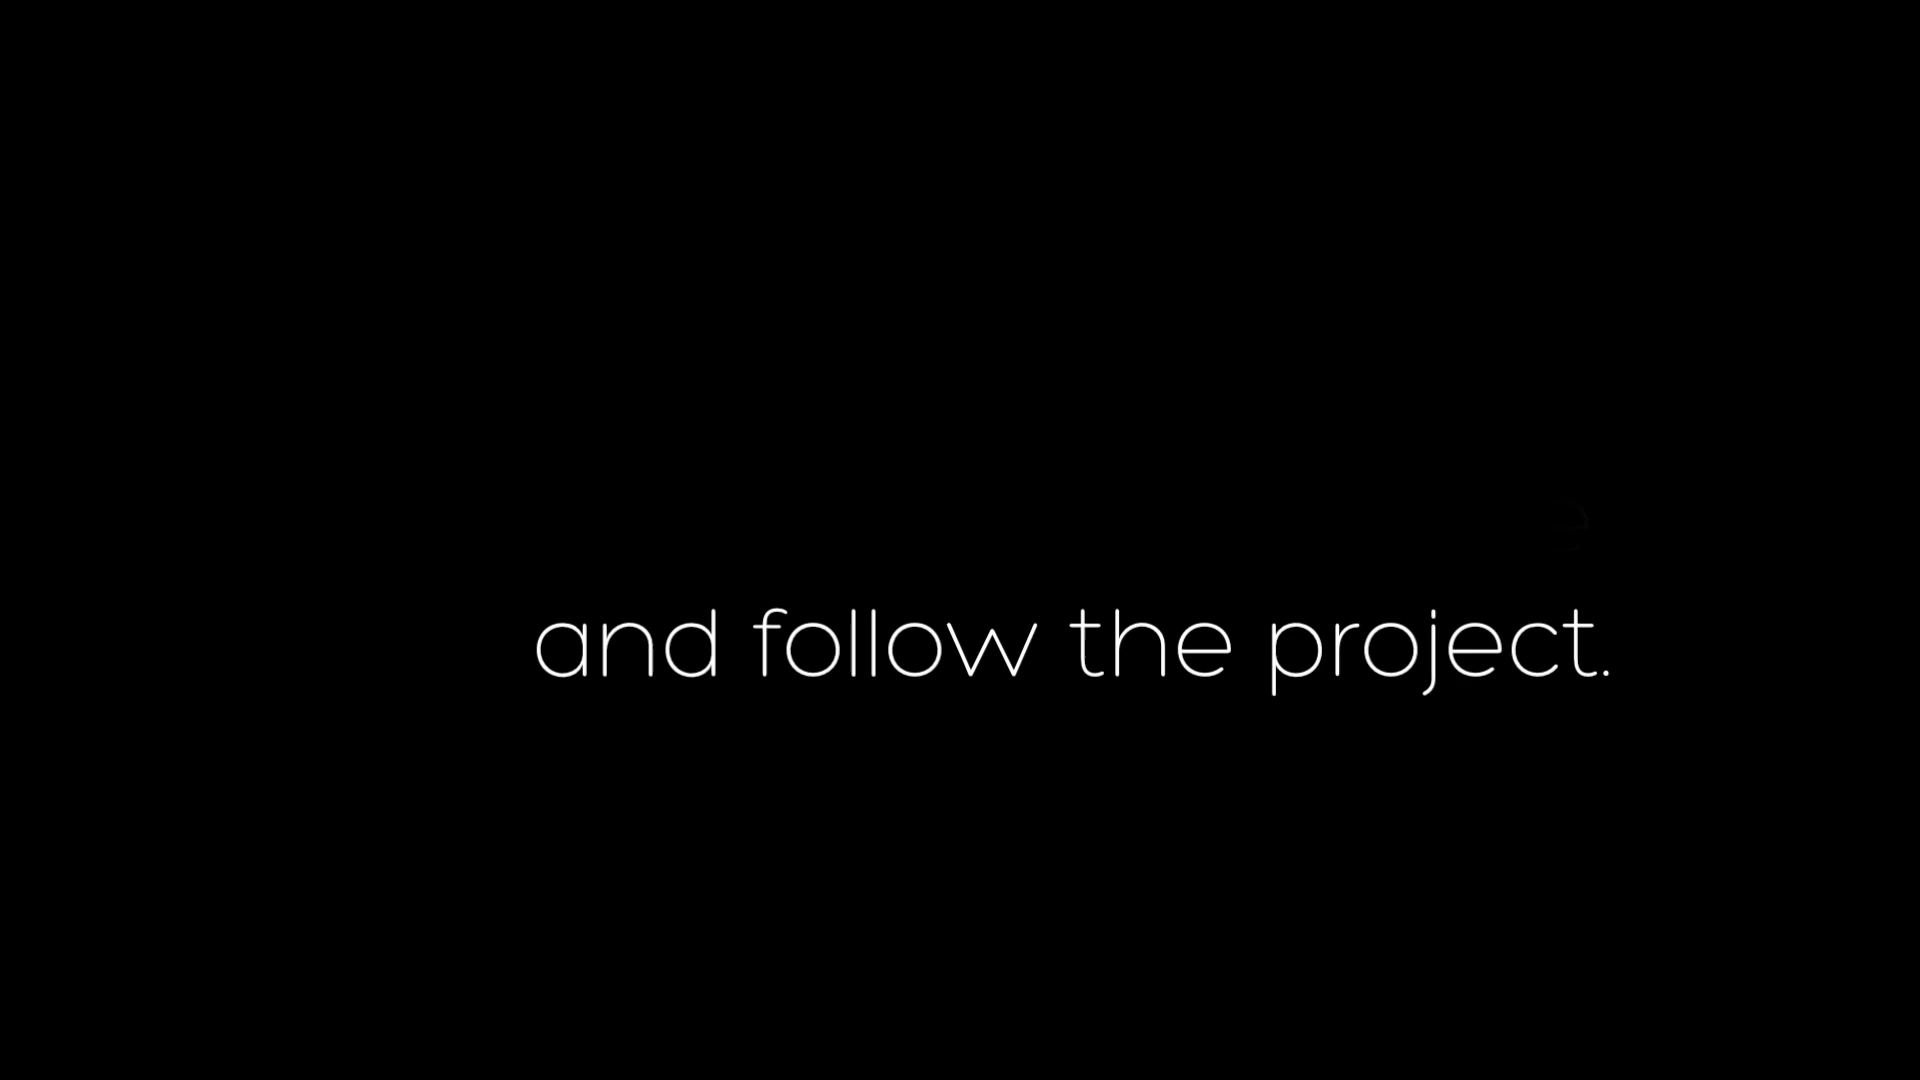 and follow the project.